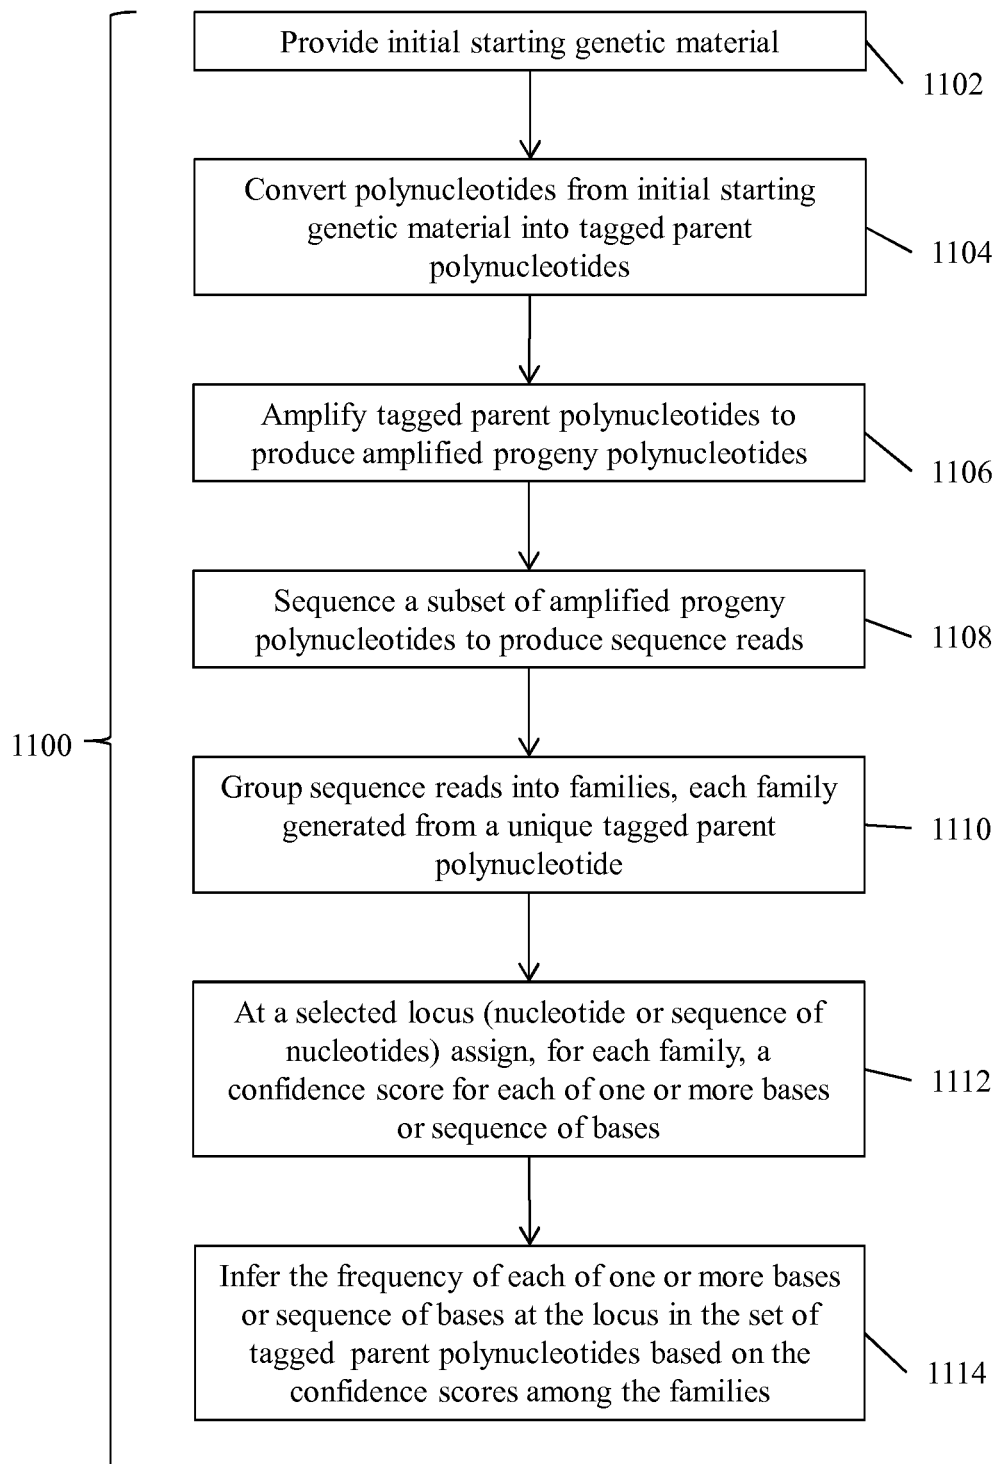 Provide initial starting genetic material
1102
Convert polynucleotides from initial starting
genetic material into tagged parent
polynucleotides
1104
Amplify tagged parent polynucleotides to
produce amplified progeny polynucleotides
1106
Sequence a subset of amplified progeny
polynucleotides to produce sequence reads
1108
1100
Group sequence reads into families, each family
generated from a unique tagged parent
polynucleotide
1110
At a selected locus (nucleotide or sequence of
nucleotides) assign, for each family, a
confidence score for each of one or more bases
or sequence of bases
1112
Infer the frequency of each of one or more bases
or sequence of bases at the locus in the set of
tagged parent polynucleotides based on the
confidence scores among the families
1114